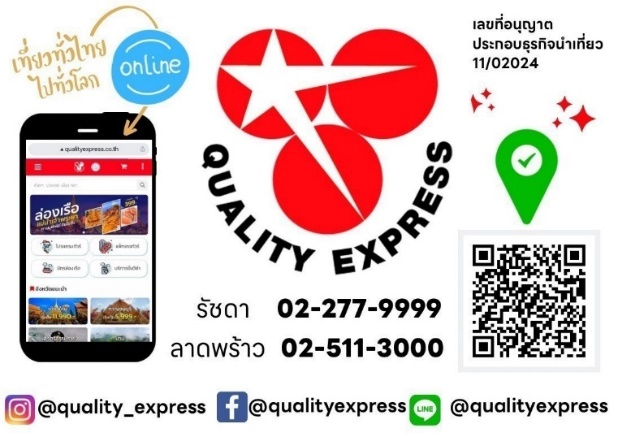 เที่ยวทั่วไทย
ไปทั่วโลก
online
QUALITY EXPRESS
เลขที่อนุญาต
ประกอบธุรกิจนำเที่ยว
11/02024
qualityexpress.co.th
ล่องเรือ
399
รัชดา 02-277-9999
ลาดพร้าว 02-511-3000
@quality_express
@qualityexpress
LINE
@qualityexpress